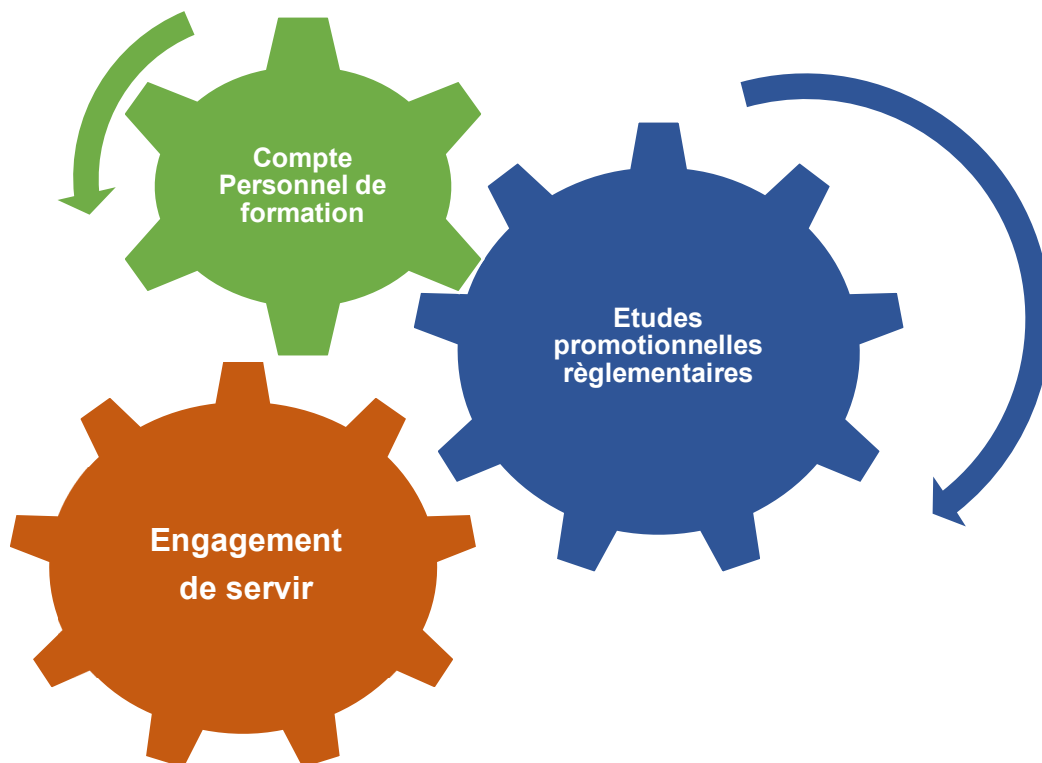 Compte
Personnel de
formation
Etudes
promotionnelles
règlementaires
Engagement
de servir